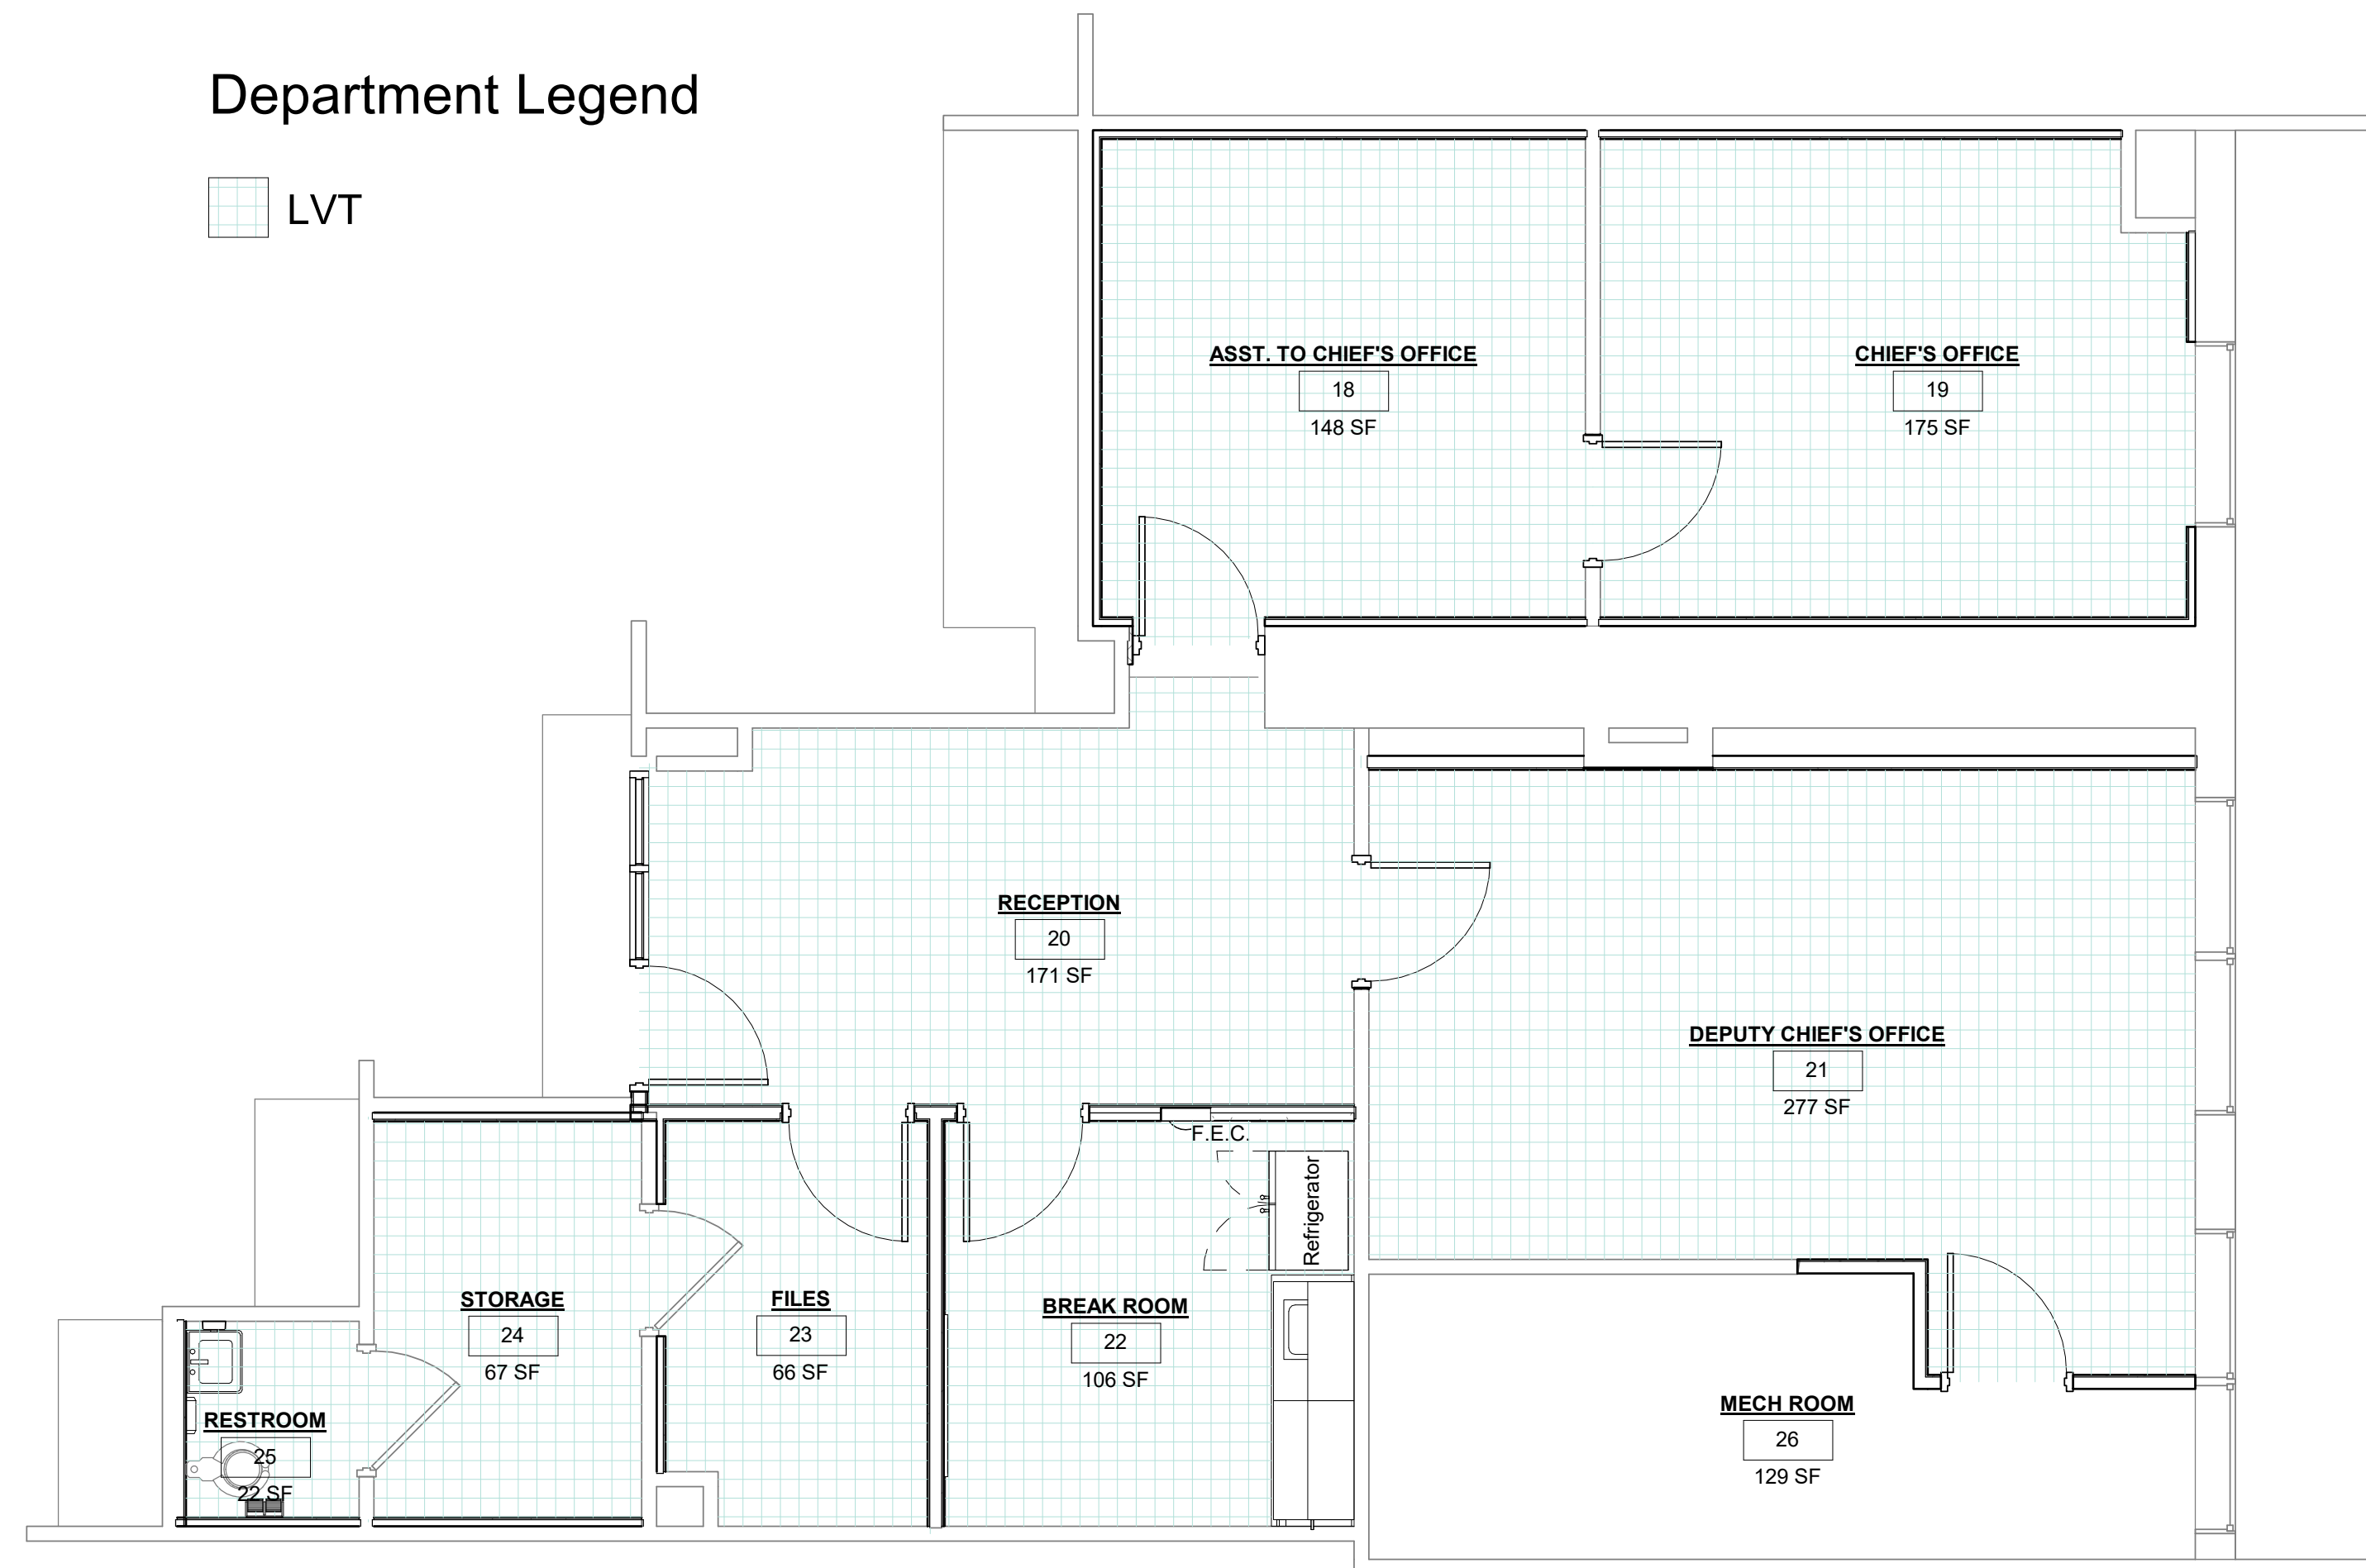 Department Legend
LVT
ASST. TO CHIEF'S OFFICE
18
148 SF
CHIEF'S OFFICE
19
175 SF
RECEPTION
20
171 SF
DEPUTY CHIEF'S OFFICE
21
277 SF
F.E.C.
Refrigerator
STORAGE
24
67 SF
FILES
23
66 SF
BREAK ROOM
22
106 SF
RESTROOM
25
22 SF
MECH ROOM
26
129 SF